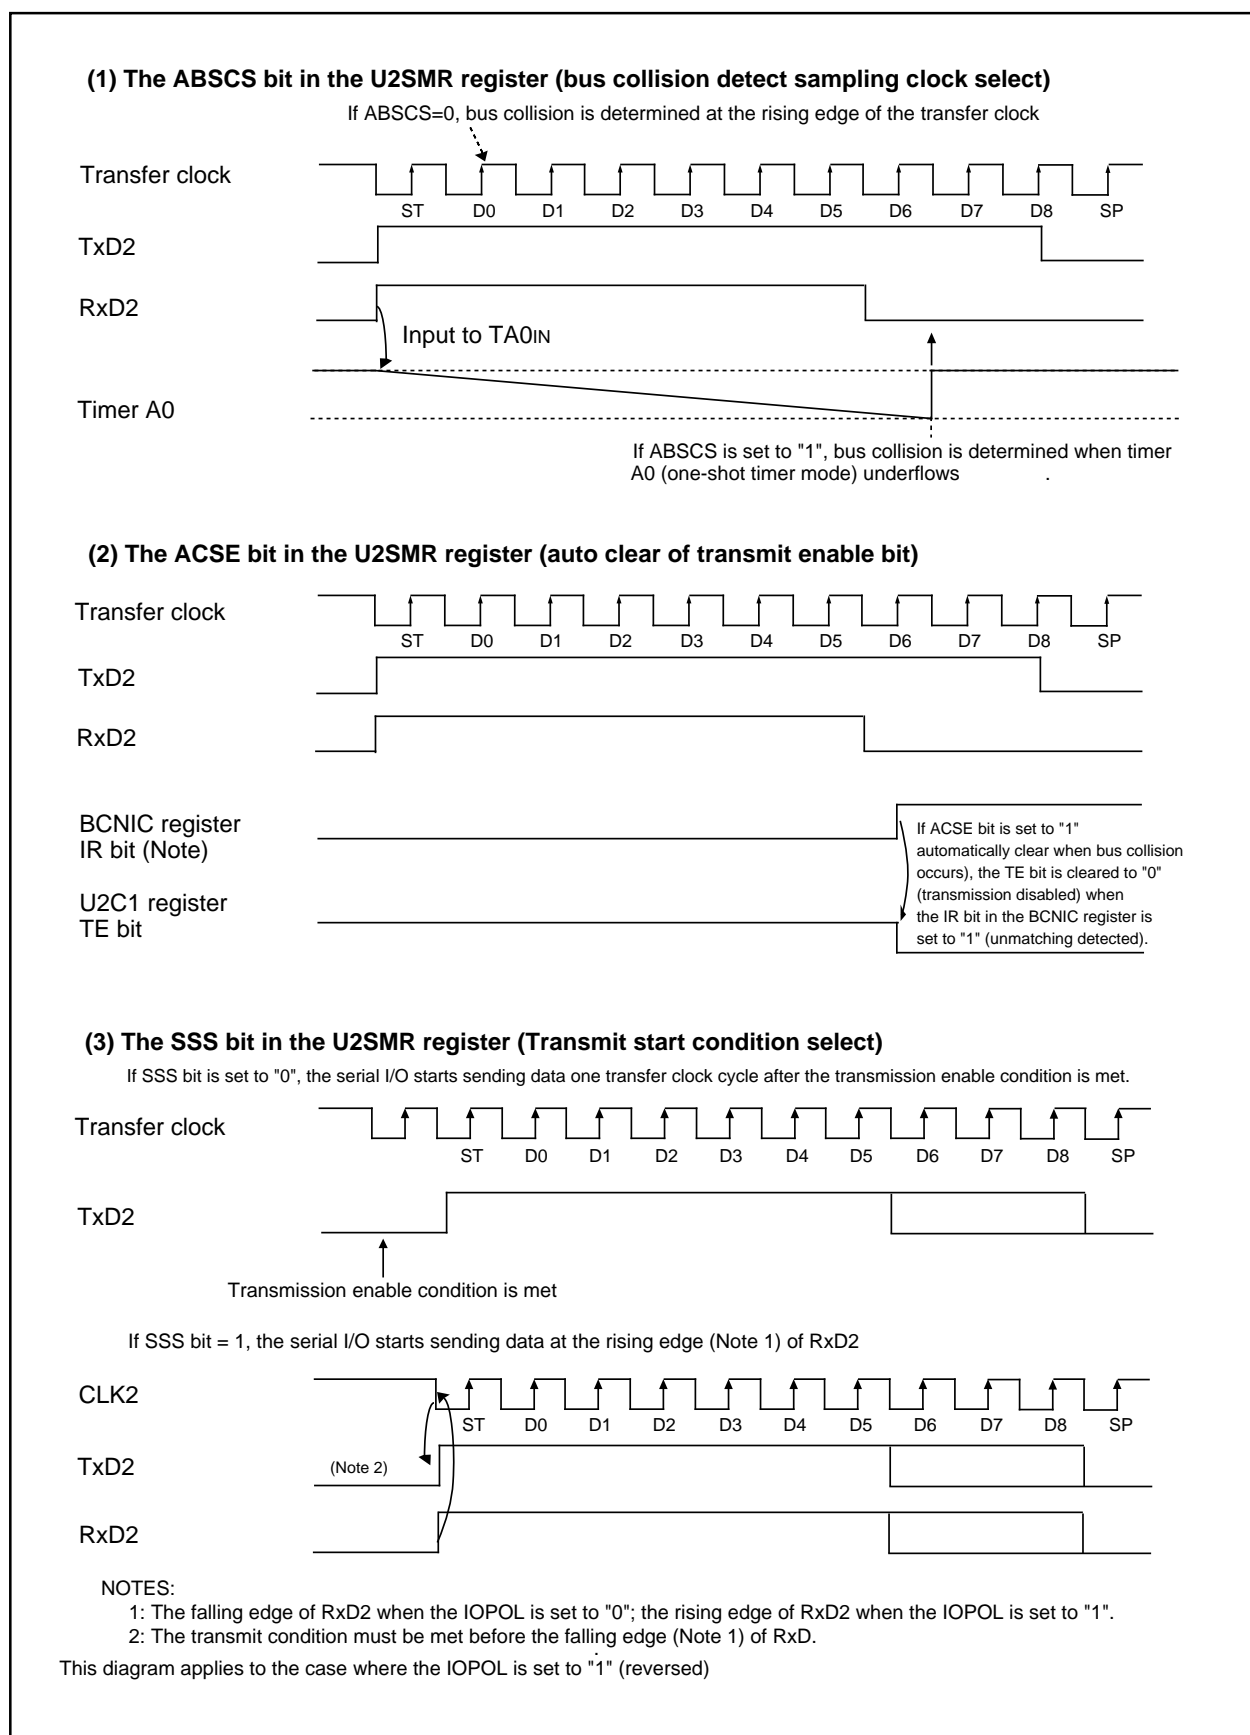 (1) The ABSCS bit in the U2SMR register (bus collision detect sampling clock select)
If ABSCS=0, bus collision is determined at the rising edge of the transfer clock
Transfer clock
ST D0 D1 D2 D3 D4 D5 D6 D7 D8 SP
TxD2
RxD2
Input to TA0IN
Timer A0
If ABSCS is set to "1", bus collision is determined when timer
A0 (one-shot timer mode) underflows .
(2) The ACSE bit in the U2SMR register (auto clear of transmit enable bit)
Transfer clock
ST D0 D1 D2 D3 D4 D5 D6 D7 D8 SP
TxD2
RxD2
BCNIC register
IR bit (Note)
If ACSE bit is set to "1"
automatically clear when bus collision
occurs), the TE bit is cleared to "0"
(transmission disabled) when
the IR bit in the BCNIC register is
set to "1" (unmatching detected).
U2C1 register
TE bit
(3) The SSS bit in the U2SMR register (Transmit start condition select)
If SSS bit is set to "0", the serial I/O starts sending data one transfer clock cycle after the transmission enable condition is met.
Transfer clock
ST D0 D1 D2 D3 D4 D5 D6 D7 D8 SP
TxD2
Transmission enable condition is met
If SSS bit = 1, the serial I/O starts sending data at the rising edge (Note 1) of RxD2
CLK2
ST D0 D1 D2 D3 D4 D5 D6 D7 D8 SP
TxD2
(Note 2)
RxD2
NOTES:
1: The falling edge of RxD2 when the IOPOL is set to "0"; the rising edge of RxD2 when the IOPOL is set to "1".
2: The transmit condition must be met before the falling edge (Note 1) of RxD.
.
This diagram applies to the case where the IOPOL is set to "1" (reversed)